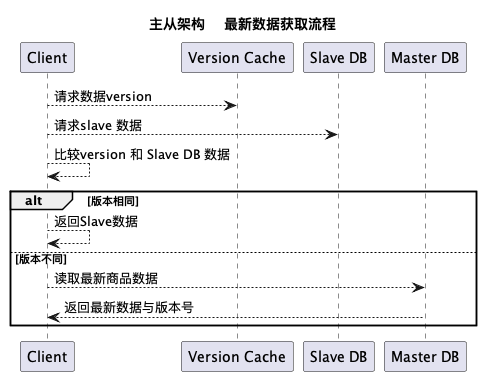 主从架构 最新数据获取流程
Client Version Cache Slave DB Master DB
请求数据version
请求slave 数据
比较version 和 Slave DB 数据
alt [版本相同]
返回Slave数据
[版本不同]
读取最新商品数据
返回最新数据与版本号
Client Version Cache Slave DB Master DB